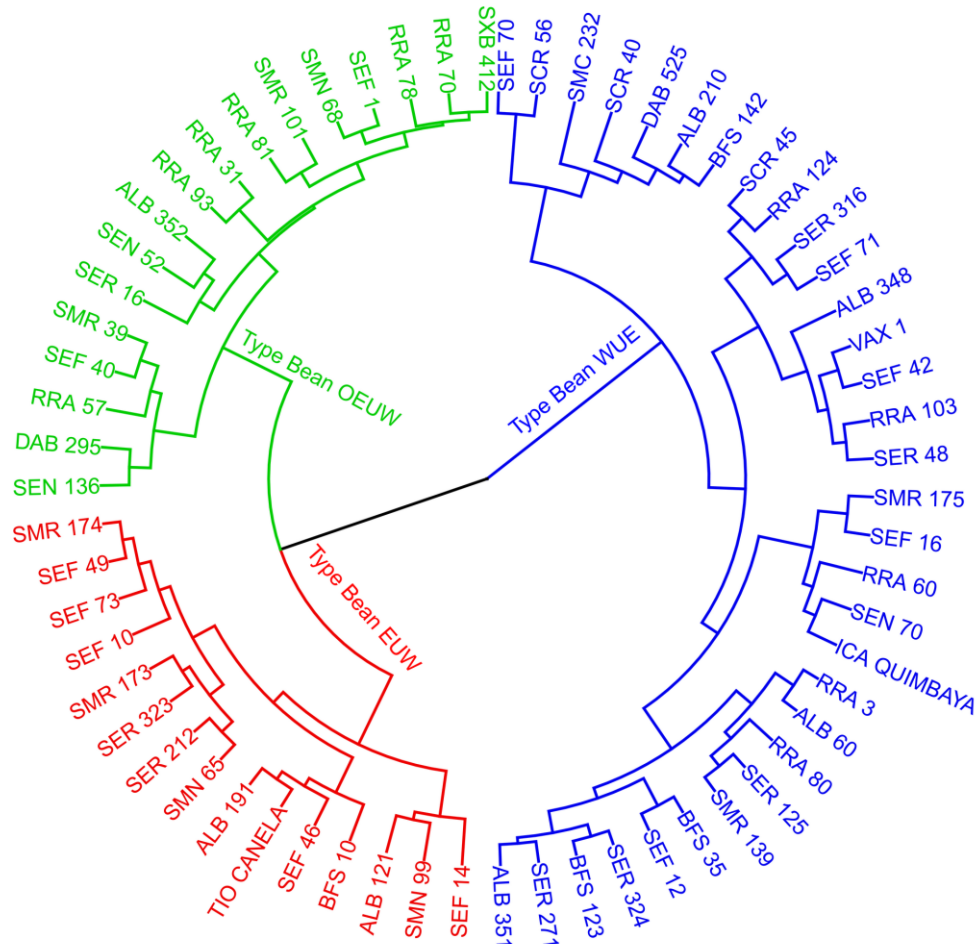 SEF 70
SCR 56
SMC 232
SCR 40
DAB 525
ALB 210
BFS 142
SCR 45
RRA 124
SER 316
SEF 71
ALB 348
VAX 1
SEF 42
RRA 103
SER 48
SMR 175
SEF 16
RRA 60
SEN 70
ICA QUIMBAYA
RRA 3
ALB 60
RRA 80
SER 125
SMR 139
BFS 35
SEF 12
SER 324
BFS 123
SER 271
ALB 351
SEF 14
SMN 99
ALB 121
BFS 10
SEF 46
TIO CANELA
ALB 191
SMN 65
SER 212
SER 323
SMR 173
SEF 10
SEF 73
SEF 49
SMR 174
SEN 136
DAB 295
RRA 57
SEF 40
SMR 39
SER 16
SEN 52
ALB 352
RRA 93
RRA 31
RRA 81
SMR 101
SMN 68
SEF 1
RRA 78
RRA 70
SXB 412
Type Bean WUE
Type Bean OEUW
Type Bean EUW